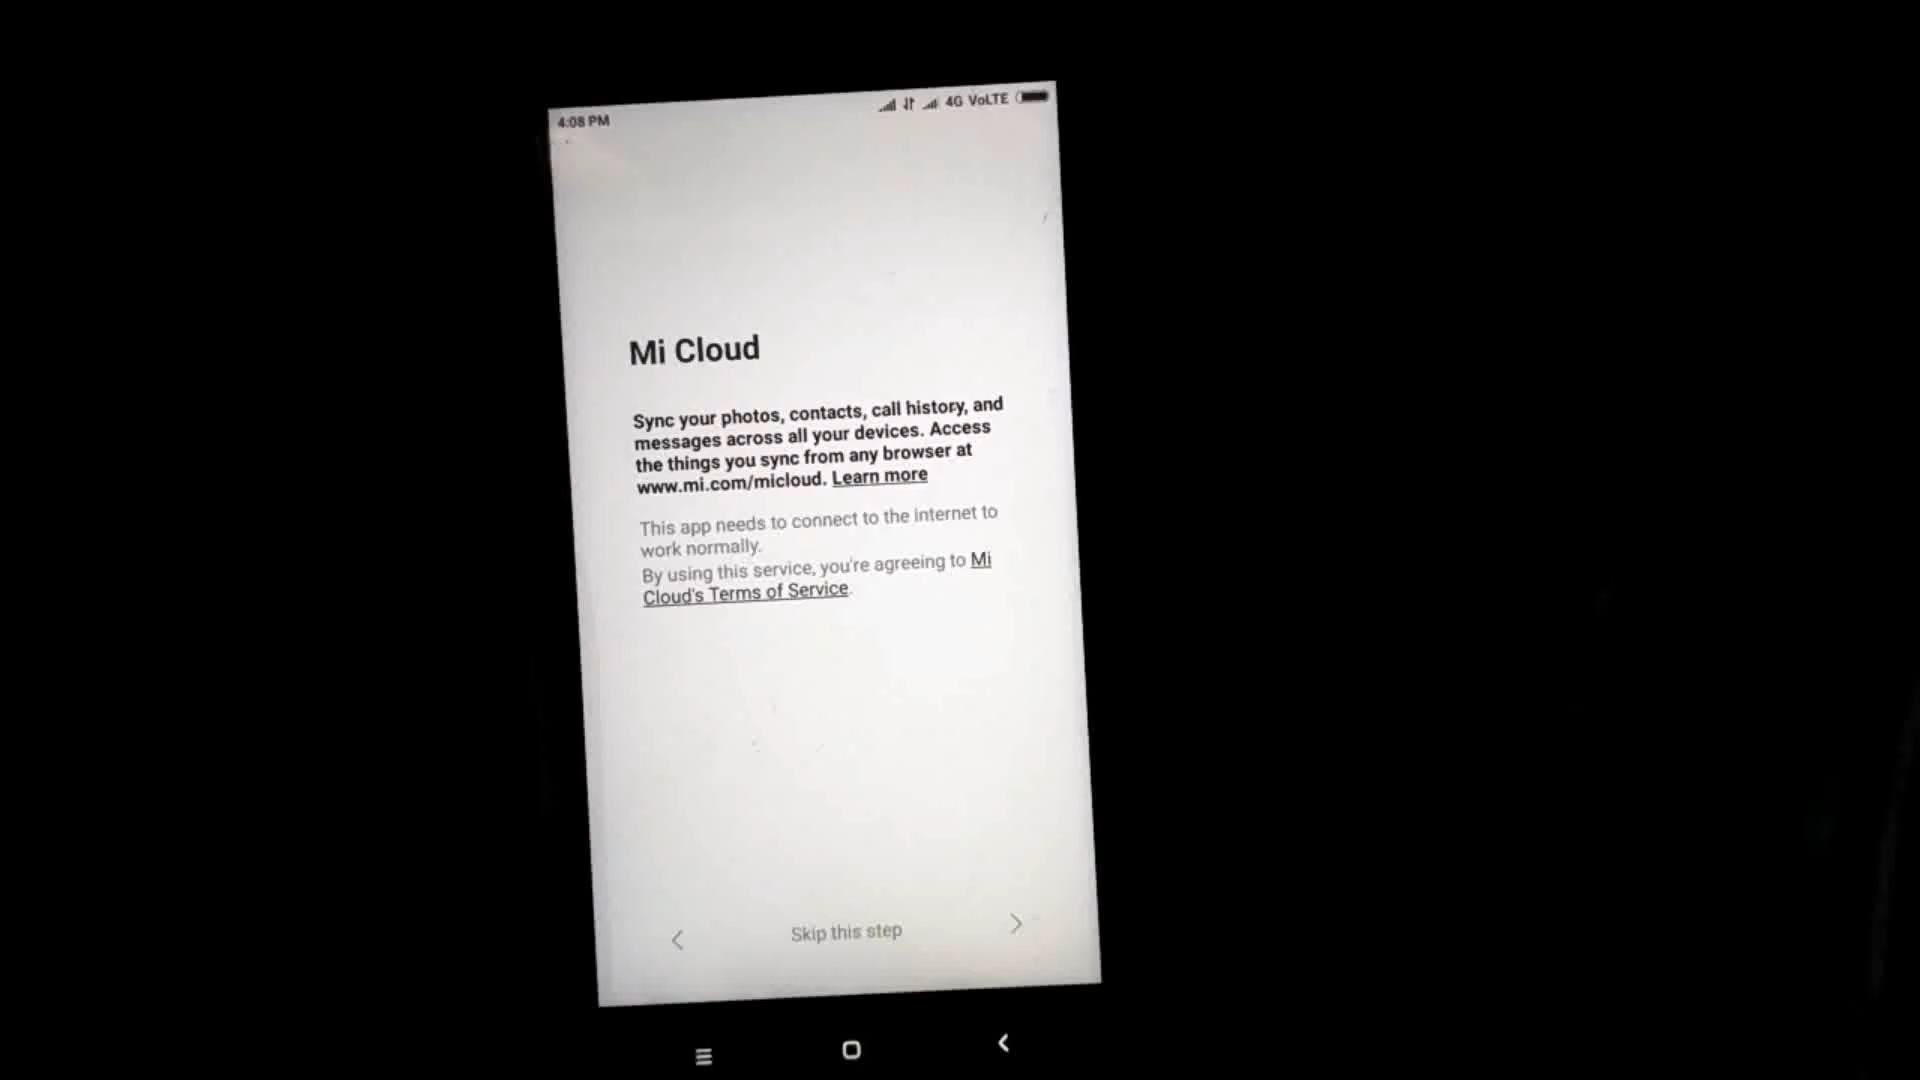 4:08 PM
4G VoLTE
Mi Cloud
Sync your photos, contacts, call history, and
messages across all your devices. Access
the things you sync from any browser at
www.mi.com/micloud. Learn more
This app needs to connect to the internet to
work normally.
By using this service, you're agreeing to Mi
Cloud's Terms of Service.
Skip this step